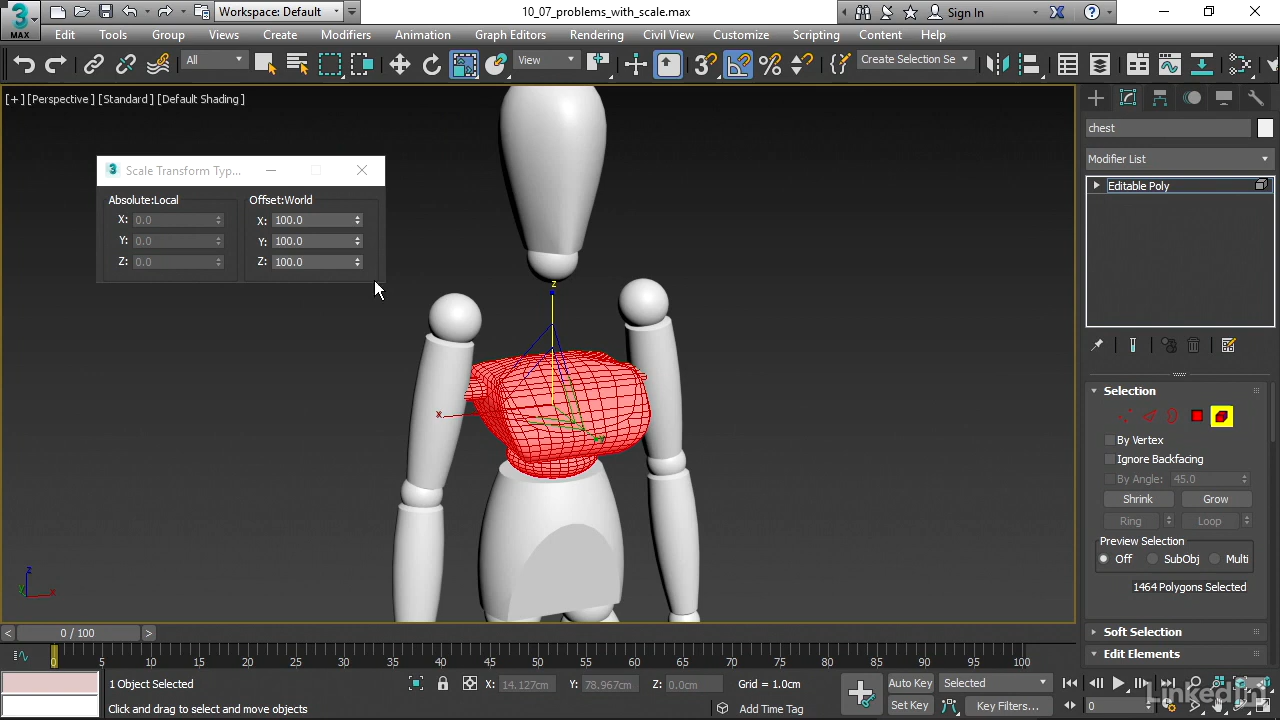 3
MAX
Workspace: Default
10_07_problems_with_scale.max
Sign In
Edit Tools Group Views Create Modifiers Animation Graph Editors Rendering Civil View Customize Scripting Content Help
All
View
3
%
Create Selection Se
[+] [Perspective] [Standard] [Default Shading]
3 Scale Transform Typ...
Absolute:Local Offset:World
X: 0.0 X: 100.0
Y: 0.0 Y: 100.0
Z: 0.0 Z: 100.0
z
x
z
x
chest
Modifier List
Editable Poly
Selection
By Vertex
Ignore Backfacing
By Angle: 45.0
Shrink Grow
Ring Loop
Preview Selection
Off SubObj Multi
1464 Polygons Selected
Soft Selection
Edit Elements
< 0 / 100 >
0 5 10 15 20 25 30 35 40 45 50 55 60 65 70 75 80 85 90 95 100
1 Object Selected
X: 14.127cm Y: 78.967cm Z: 0.0cm Grid = 1.0cm
Auto Key Selected
Click and drag to select and move objects
Add Time Tag
Set Key Key Filters... 0
LinkedIn